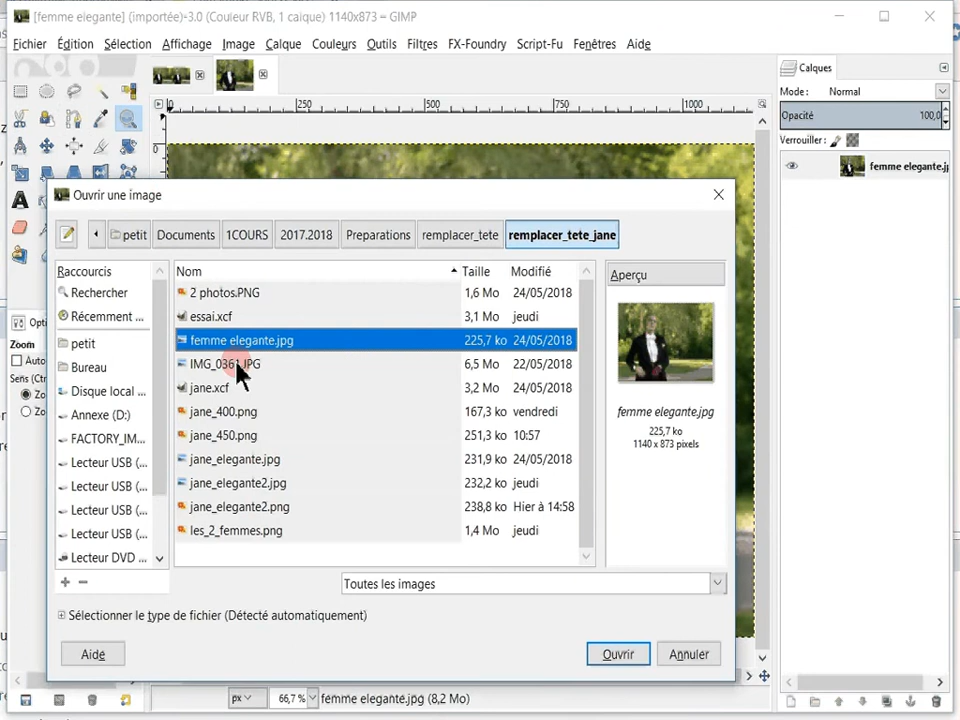 [femme elegante] (importée)-3.0 (Couleur RVB, 1 calque) 1140x873 – GIMP
Fichier Édition Sélection Affichage Image Calque Couleurs Outils Filtres FX-Foundry Script-Fu Fenêtres Aide
Calques
Mode : Normal
Opacité 100,0
Verrouiller :
femme elegante.j
0 250 500 750 1000
0
Ouvrir une image
petit Documents 1COURS 2017.2018 Preparations remplacer_tete remplacer_tete_jane
Raccourcis
Rechercher
Récemment ...
petit
Bureau
Disque local ...
Annexe (D:)
FACTORY_IM...
Lecteur USB (...
Lecteur USB (...
Lecteur USB (...
Lecteur USB (...
Lecteur DVD ...
Nom Taille Modifié
2 photos.PNG 1,6 Mo 24/05/2018
essai.xcf 3,1 Mo jeudi
femme elegante.jpg 225,7 ko 24/05/2018
IMG_0361.JPG 6,5 Mo 22/05/2018
jane.xcf 3,2 Mo 24/05/2018
jane_400.png 167,3 ko vendredi
jane_450.png 251,3 ko 10:57
jane_elegante.jpg 231,9 ko 24/05/2018
jane_elegante2.jpg 232,2 ko jeudi
jane_elegante2.png 238,8 ko Hier à 14:58
les_2_femmes.png 1,4 Mo jeudi
Aperçu
femme elegante.jpg
225,7 ko
1140 x 873 pixels
Toutes les images
Sélectionner le type de fichier (Détecté automatiquement)
Aide Ouvrir Annuler
Opti
Zoom
Auto
Sens (Ctr
px 66,7 % femme elegante.jpg (8,2 Mo)